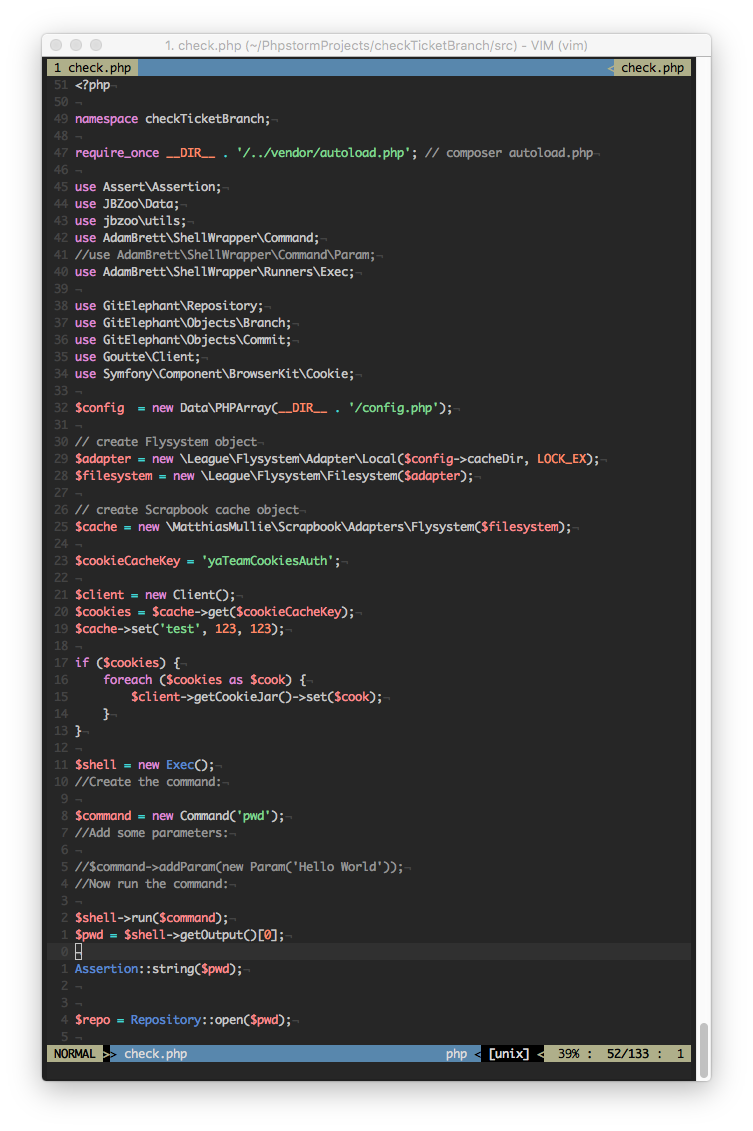 1. check.php (~/PhpstormProjects/checkTicketBranch/src) - VIM (vim)
1 check.php < check.php
51 <?php¬
50 ¬
49 namespace checkTicketBranch;¬
48 ¬
47 require_once __DIR__ . '/../vendor/autoload.php'; // composer autoload.php¬
46 ¬
45 use Assert\Assertion;¬
44 use JBZoo\Data;¬
43 use jbzoo\utils;¬
42 use AdamBrett\ShellWrapper\Command;¬
41 //use AdamBrett\ShellWrapper\Command\Param;¬
40 use AdamBrett\ShellWrapper\Runners\Exec;¬
39 ¬
38 use GitElephant\Repository;¬
37 use GitElephant\Objects\Branch;¬
36 use GitElephant\Objects\Commit;¬
35 use Goutte\Client;¬
34 use Symfony\Component\BrowserKit\Cookie;¬
33 ¬
32 $config  = new Data\PHPArray(__DIR__ . '/config.php');¬
31 ¬
30 // create Flysystem object¬
29 $adapter = new \League\Flysystem\Adapter\Local($config->cacheDir, LOCK_EX);¬
28 $filesystem = new \League\Flysystem\Filesystem($adapter);¬
27 ¬
26 // create Scrapbook cache object¬
25 $cache = new \MatthiasMullie\Scrapbook\Adapters\Flysystem($filesystem);¬
24 ¬
23 $cookieCacheKey = 'yaTeamCookiesAuth';¬
22 ¬
21 $client = new Client();¬
20 $cookies = $cache->get($cookieCacheKey);¬
19 $cache->set('test', 123, 123);¬
18 ¬
17 if ($cookies) {¬
16     foreach ($cookies as $cook) {¬
15         $client->getCookieJar()->set($cook);¬
14     }¬
13 }¬
12 ¬
11 $shell = new Exec();¬
10 //Create the command:¬
9 ¬
8 $command = new Command('pwd');¬
7 //Add some parameters:¬
6 ¬
5 //$command->addParam(new Param('Hello World'));¬
4 //Now run the command:¬
3 ¬
2 $shell->run($command);¬
1 $pwd = $shell->getOutput()[0];¬
0 ¬
1 Assertion::string($pwd);¬
2 ¬
3 ¬
4 $repo = Repository::open($pwd);¬
5 ¬
NORMAL >> check.php php < [unix] < 39% : 52/133 : 1